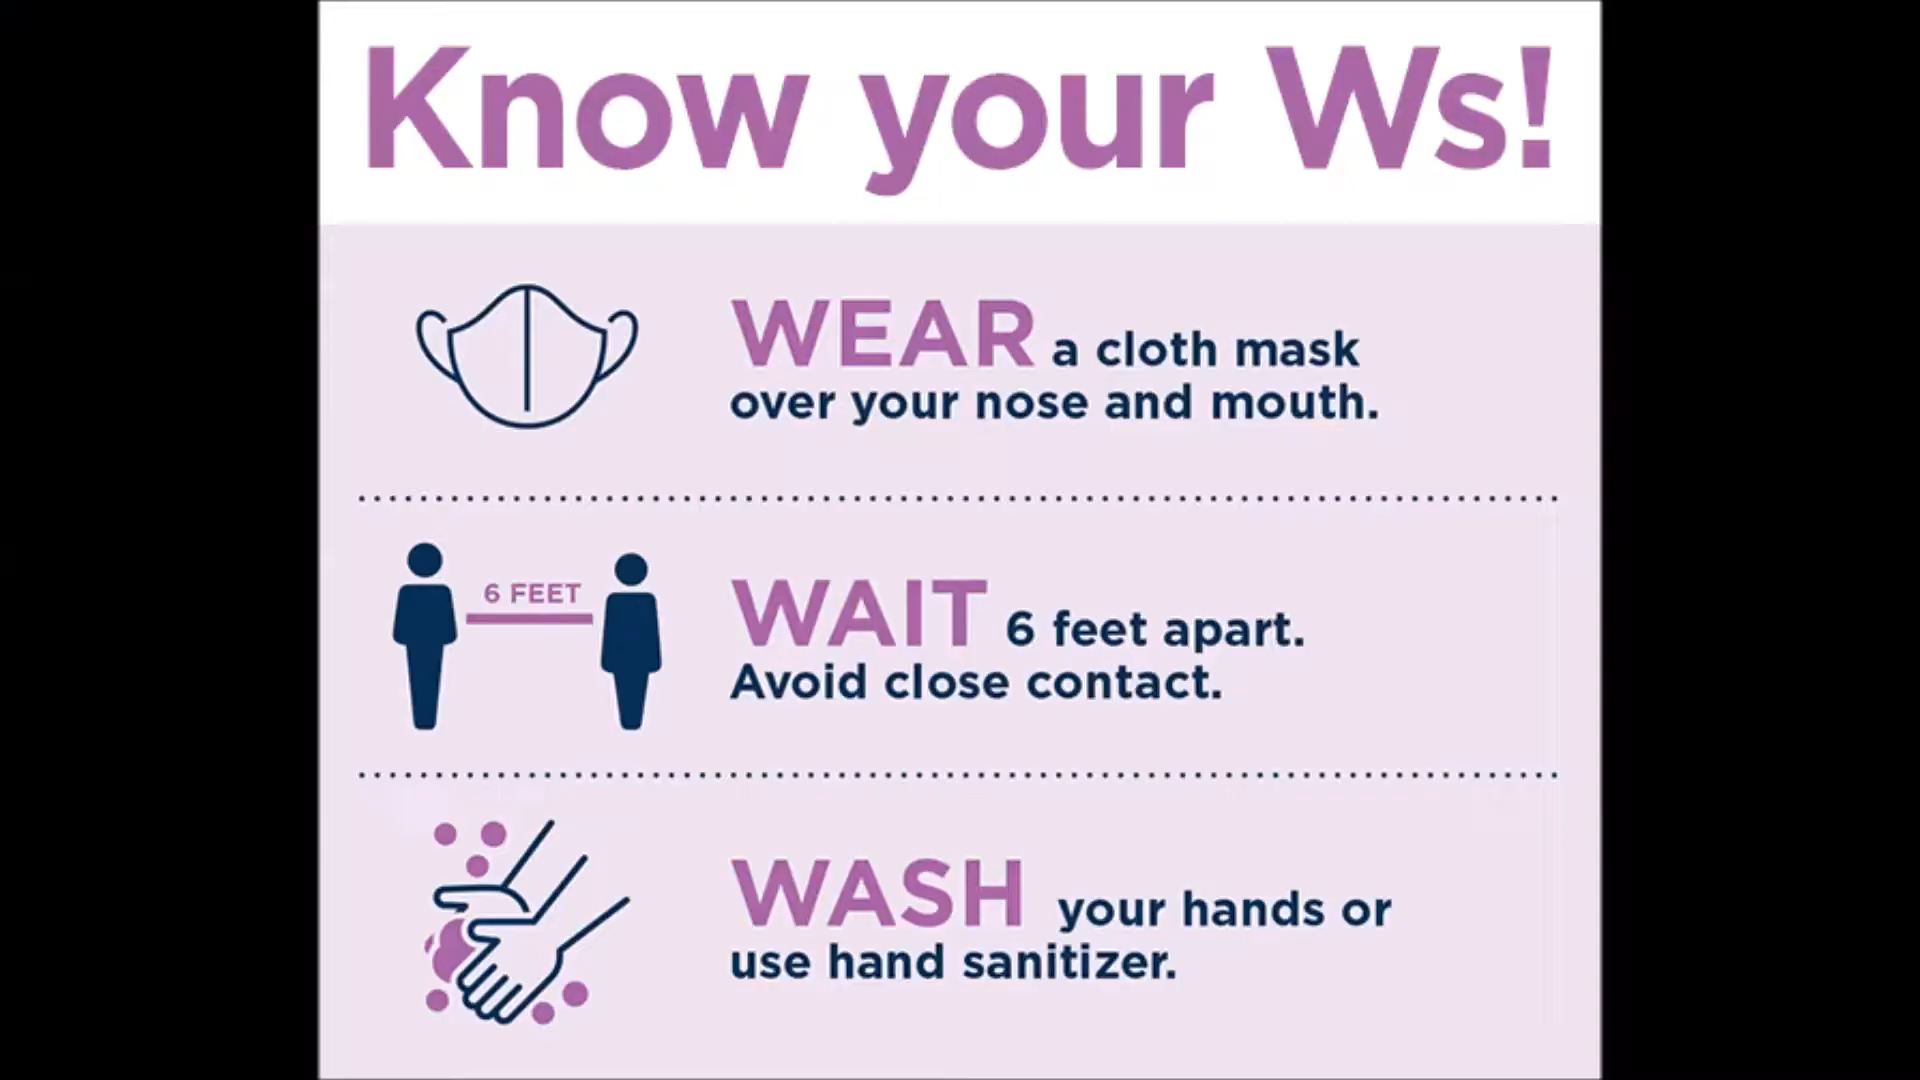 Know your Ws!
WEAR a cloth mask
over your nose and mouth.
6 FEET
WAIT 6 feet apart.
Avoid close contact.
WASH your hands or
use hand sanitizer.